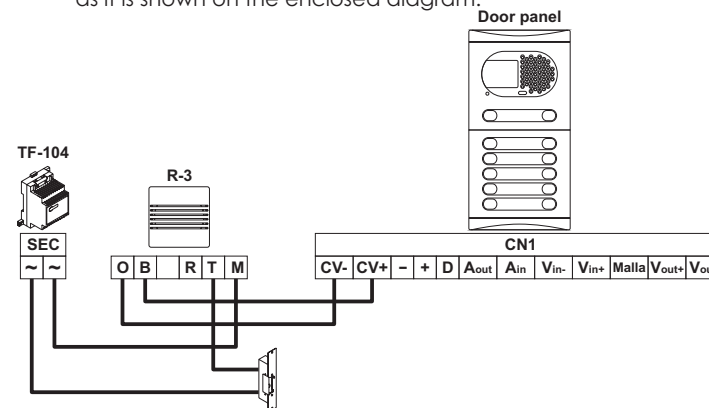 as it is shown on the enclosed diagram.
Door panel
TF-104
R-3
SEC
CN1
~ ~
O B R T M
CV- CV+ – + D Aout Ain Vin- Vin+ Malla Vout+